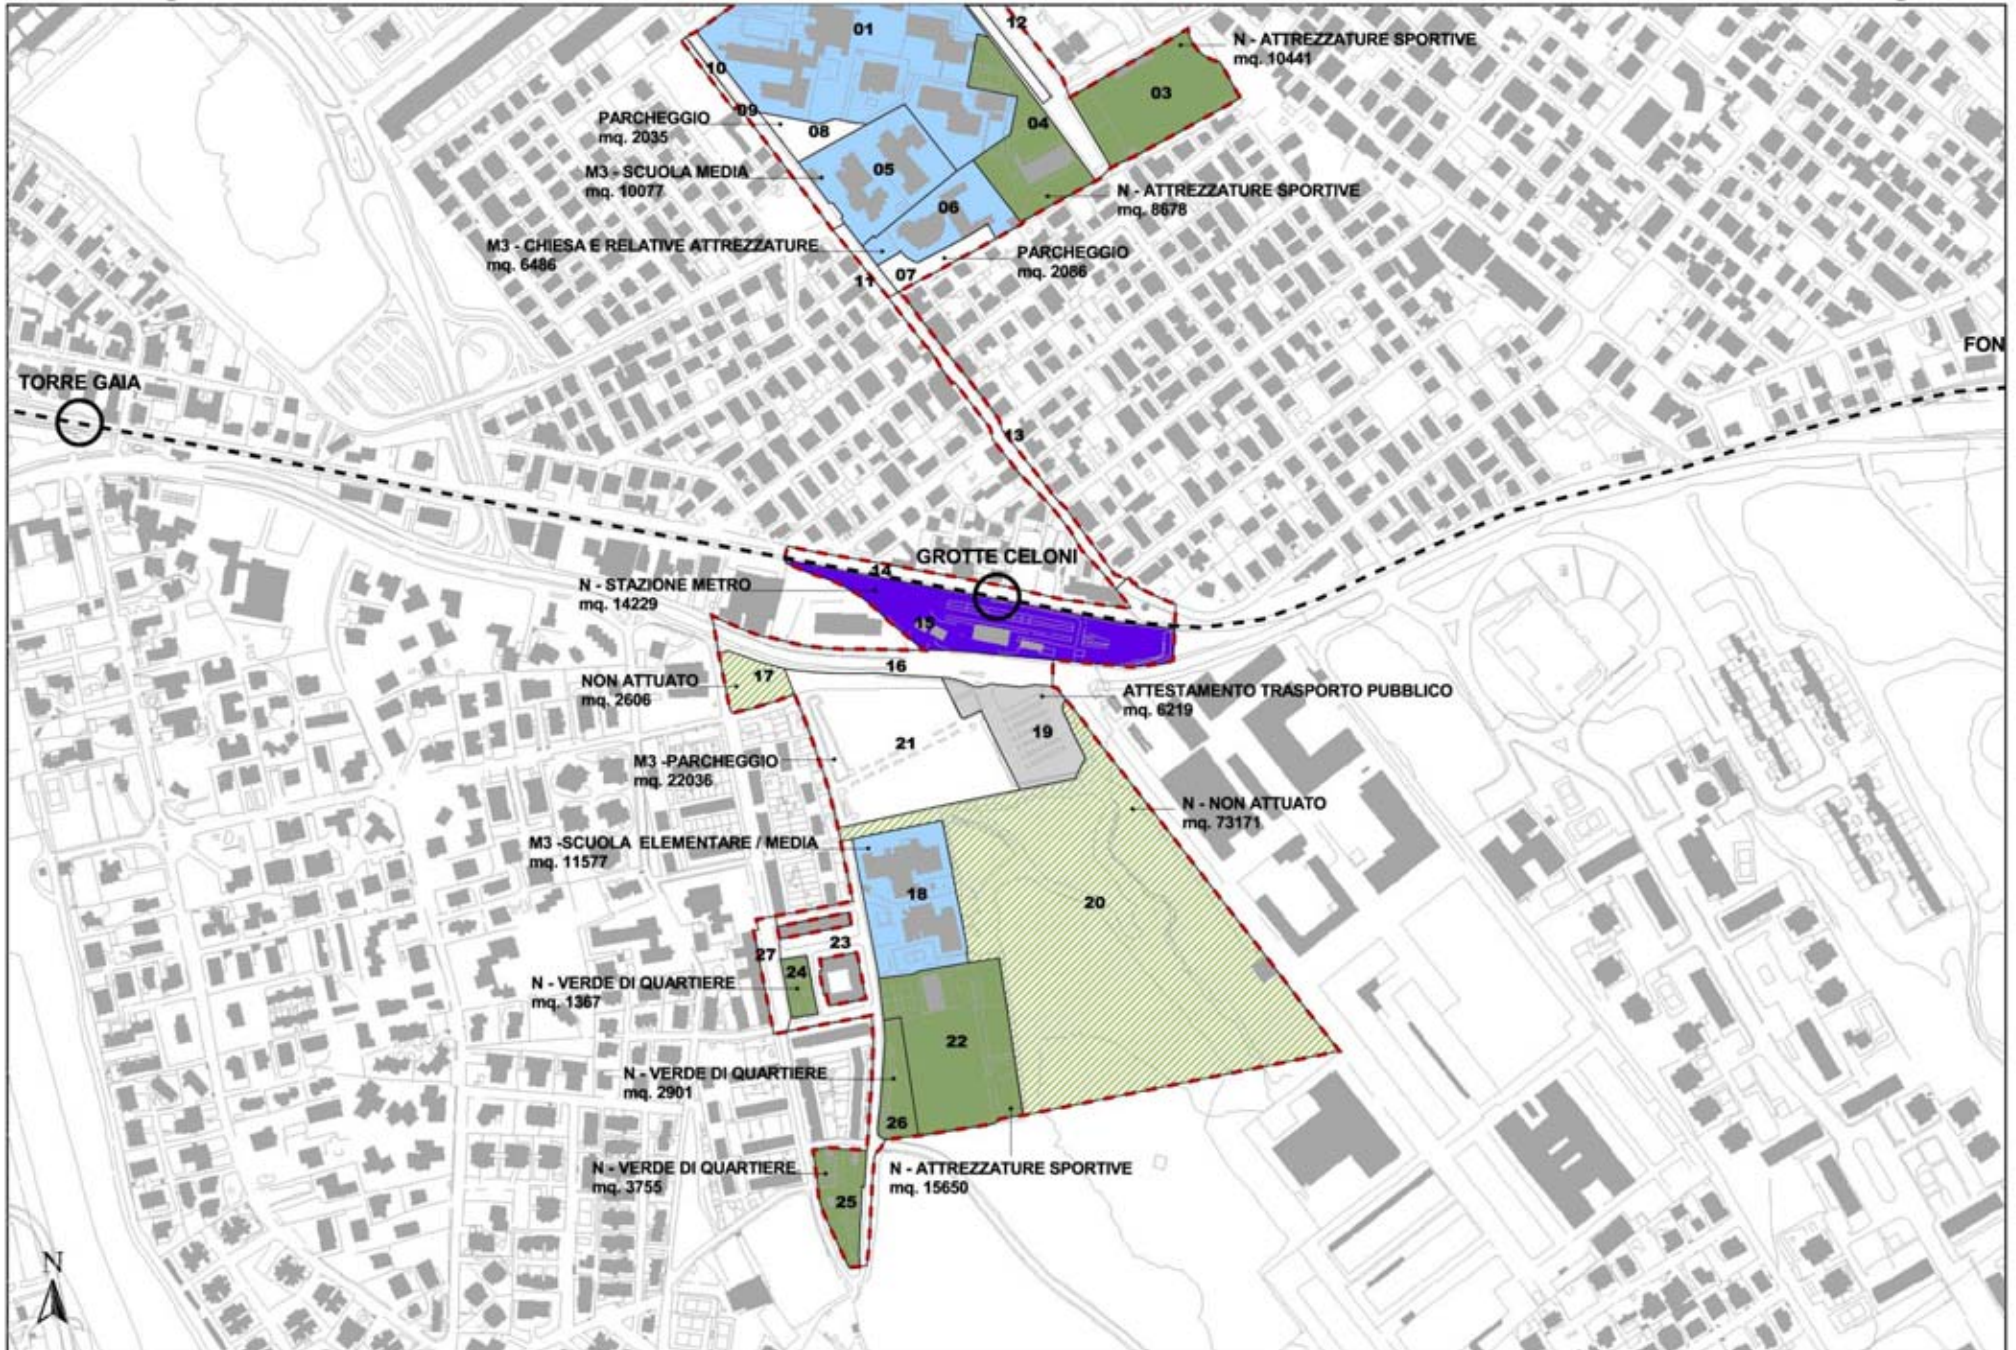 12
01
N - ATTREZZATURE SPORTIVE
mq. 10441
10
03
09
PARCHEGGIO
mq. 2035
08
04
M3 - SCUOLA MEDIA
mq. 10077
05
N - ATTREZZATURE SPORTIVE
mq. 8678
06
M3 - CHIESA E RELATIVE ATTREZZATURE
mq. 6486
PARCHEGGIO
mq. 2086
07
11
FON
TORRE GAIA
13
GROTTE CELONI
14
N - STAZIONE METRO
mq. 14229
15
16
NON ATTUATO
mq. 2606
17
ATTESTAMENTO TRASPORTO PUBBLICO
mq. 6219
19
21
M3 -PARCHEGGIO
mq. 22036
N - NON ATTUATO
mq. 73171
M3 -SCUOLA ELEMENTARE / MEDIA
mq. 11577
18
20
23
27
24
N - VERDE DI QUARTIERE
mq. 1367
22
N - VERDE DI QUARTIERE
mq. 2901
26
N - VERDE DI QUARTIERE
mq. 3755
N - ATTREZZATURE SPORTIVE
mq. 15650
25
N